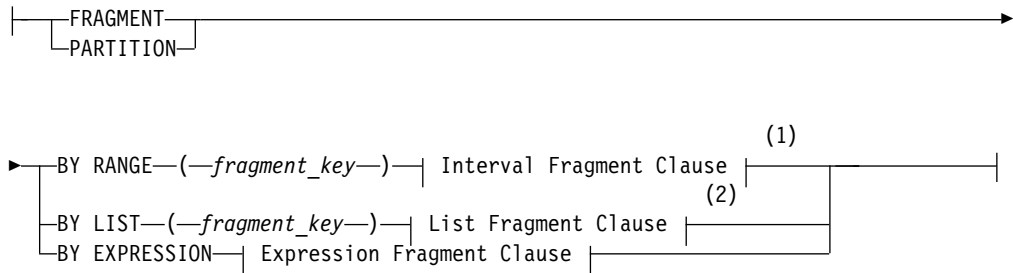 FRAGMENT
PARTITION
(1)
BY RANGE ( fragment_key ) Interval Fragment Clause
(2)
BY LIST ( fragment_key ) List Fragment Clause
BY EXPRESSION Expression Fragment Clause